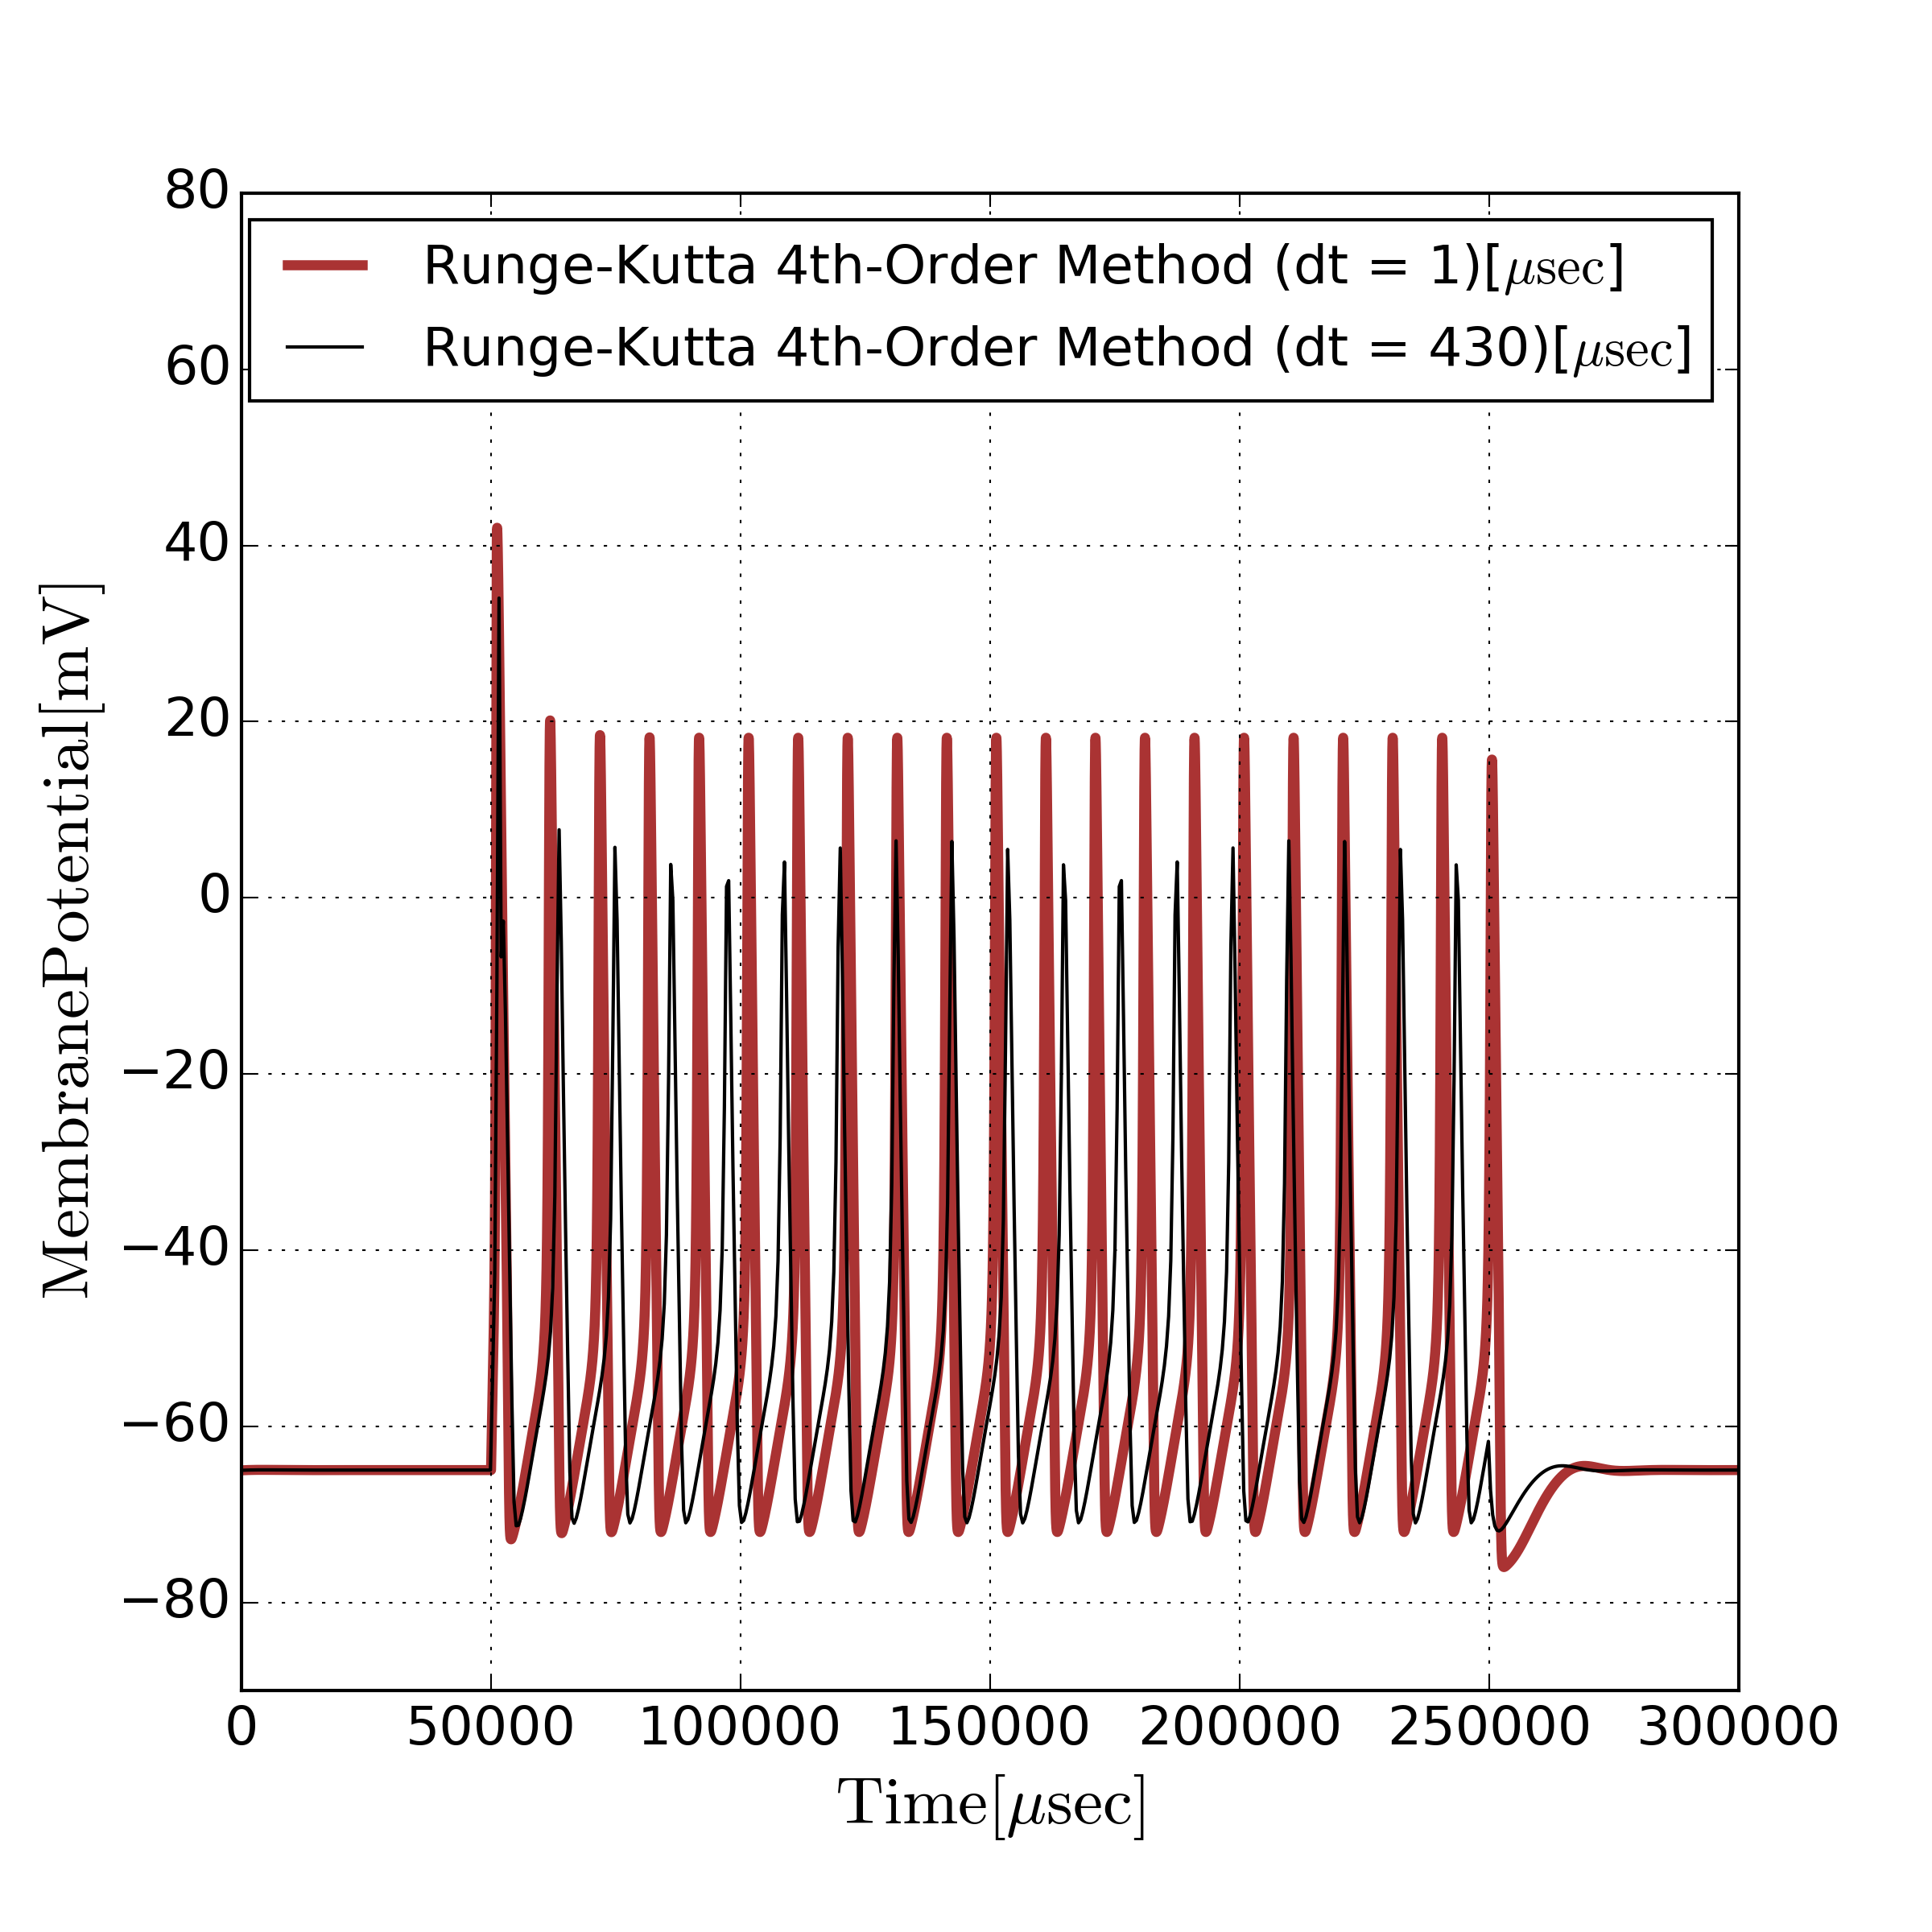 80
Runge-Kutta 4th-Order Method (dt = 1)[μsec]
Runge-Kutta 4th-Order Method (dt = 430)[μsec]
60
40
20
0
−20
−40
−60
−80
MembranePotential[mV]
0 50000 100000 150000 200000 250000 300000
Time[μsec]